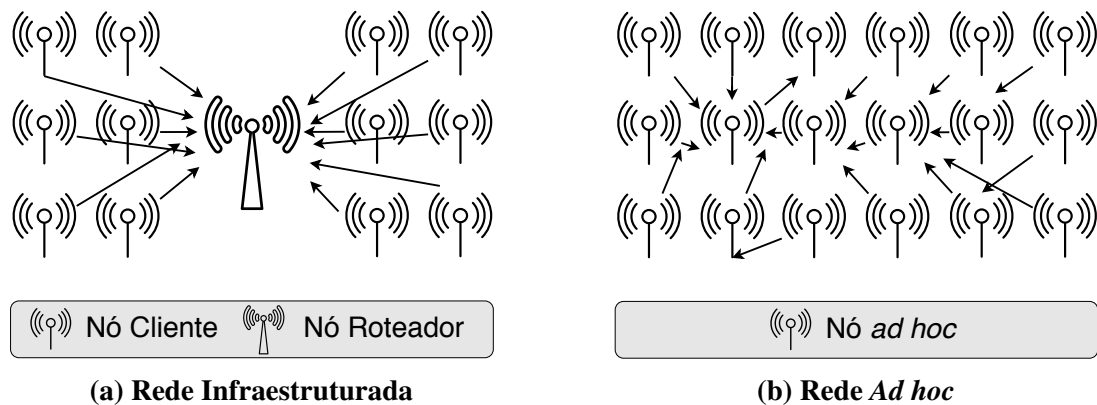 Nó Cliente Nó Roteador
Nó ad hoc
(a) Rede Infraestruturada
(b) Rede Ad hoc